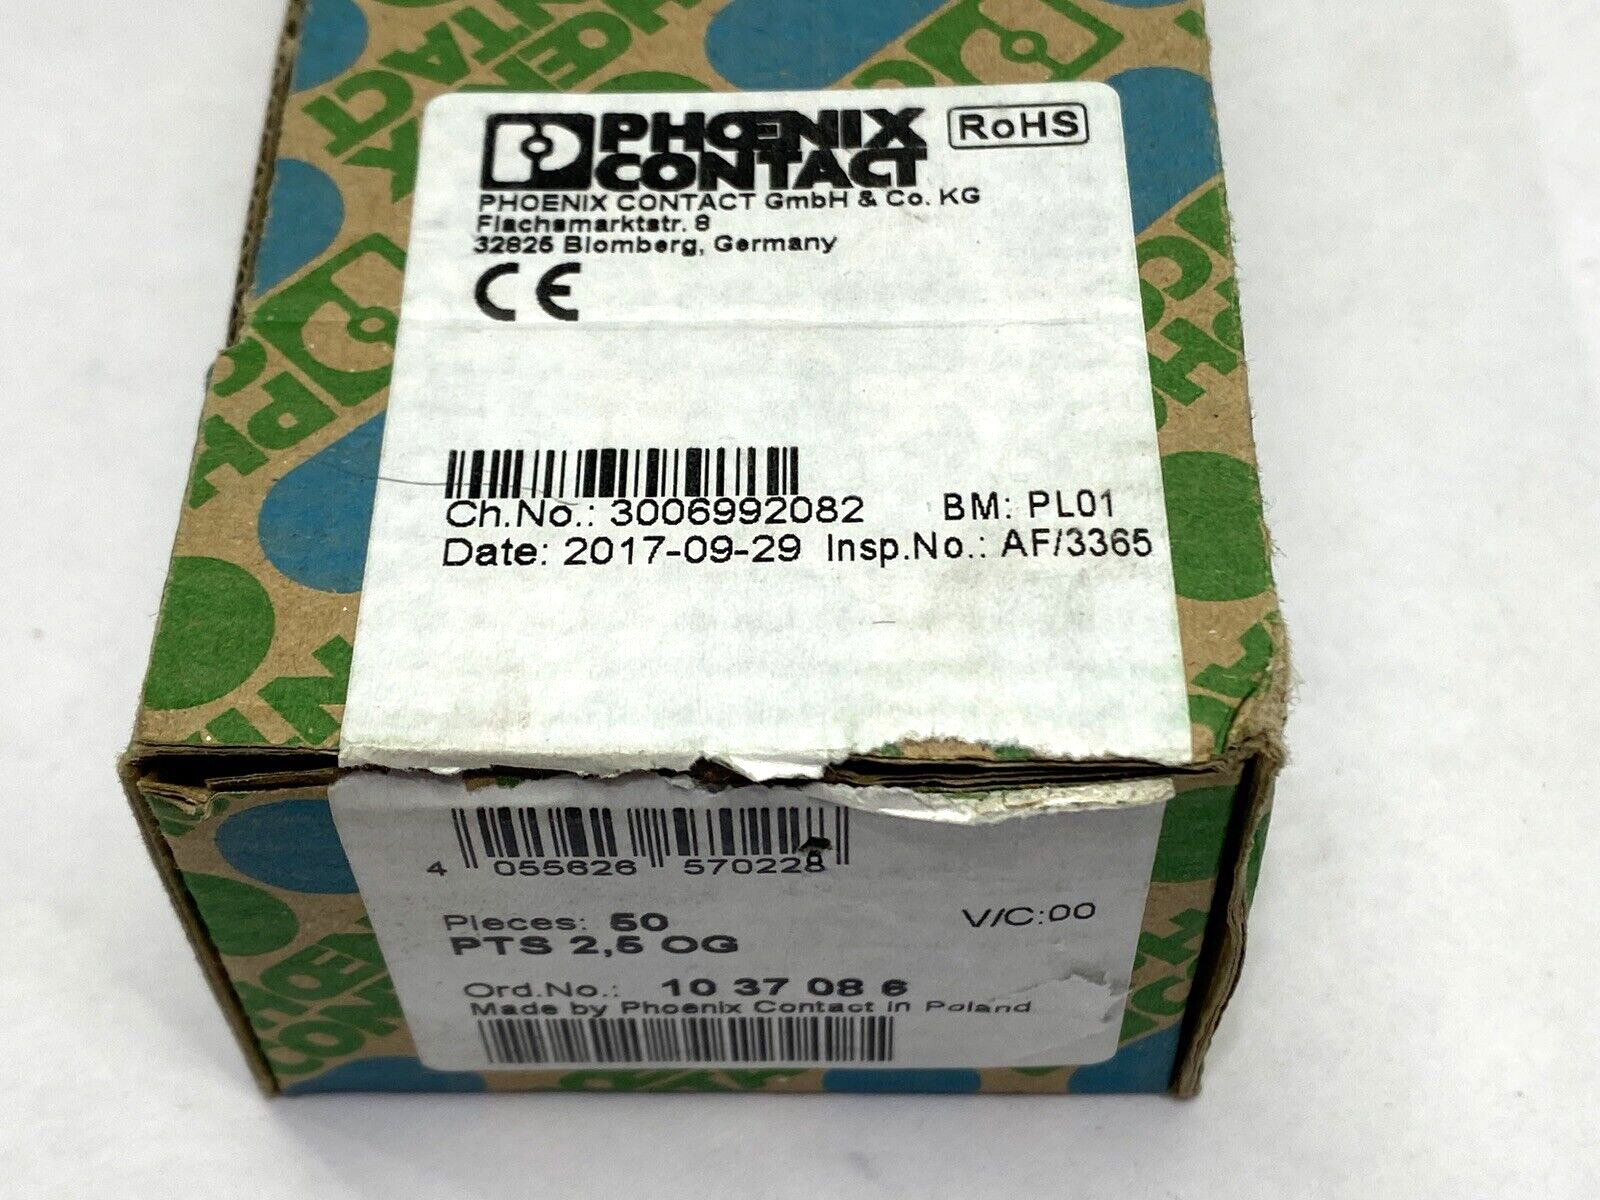 PHOENIX CONTACT
RoHS
PHOENIX CONTACT GmbH & Co. KG
Flachsmarktstr. 8
32825 Blomberg, Germany
CE
Ch.No.: 3006992082 BM: PL01
Date: 2017-09-29 Insp.No.: AF/3365
4 055626 570228
Pieces: 50 V/C:00
PTS 2,5 OG
Ord.No.: 10 37 08 6
Made by Phoenix Contact in Poland